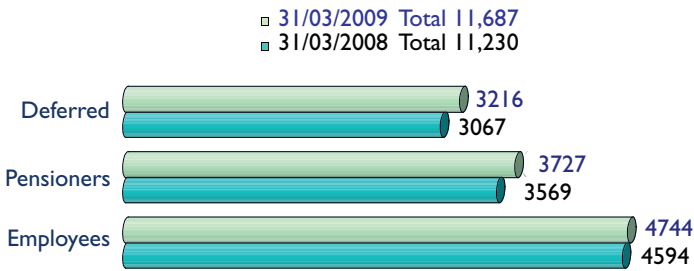 31/03/2009 Total 11,687
31/03/2008 Total 11,230
Deferred
3216
3067
Pensioners
3727
3569
Employees
4744
4594